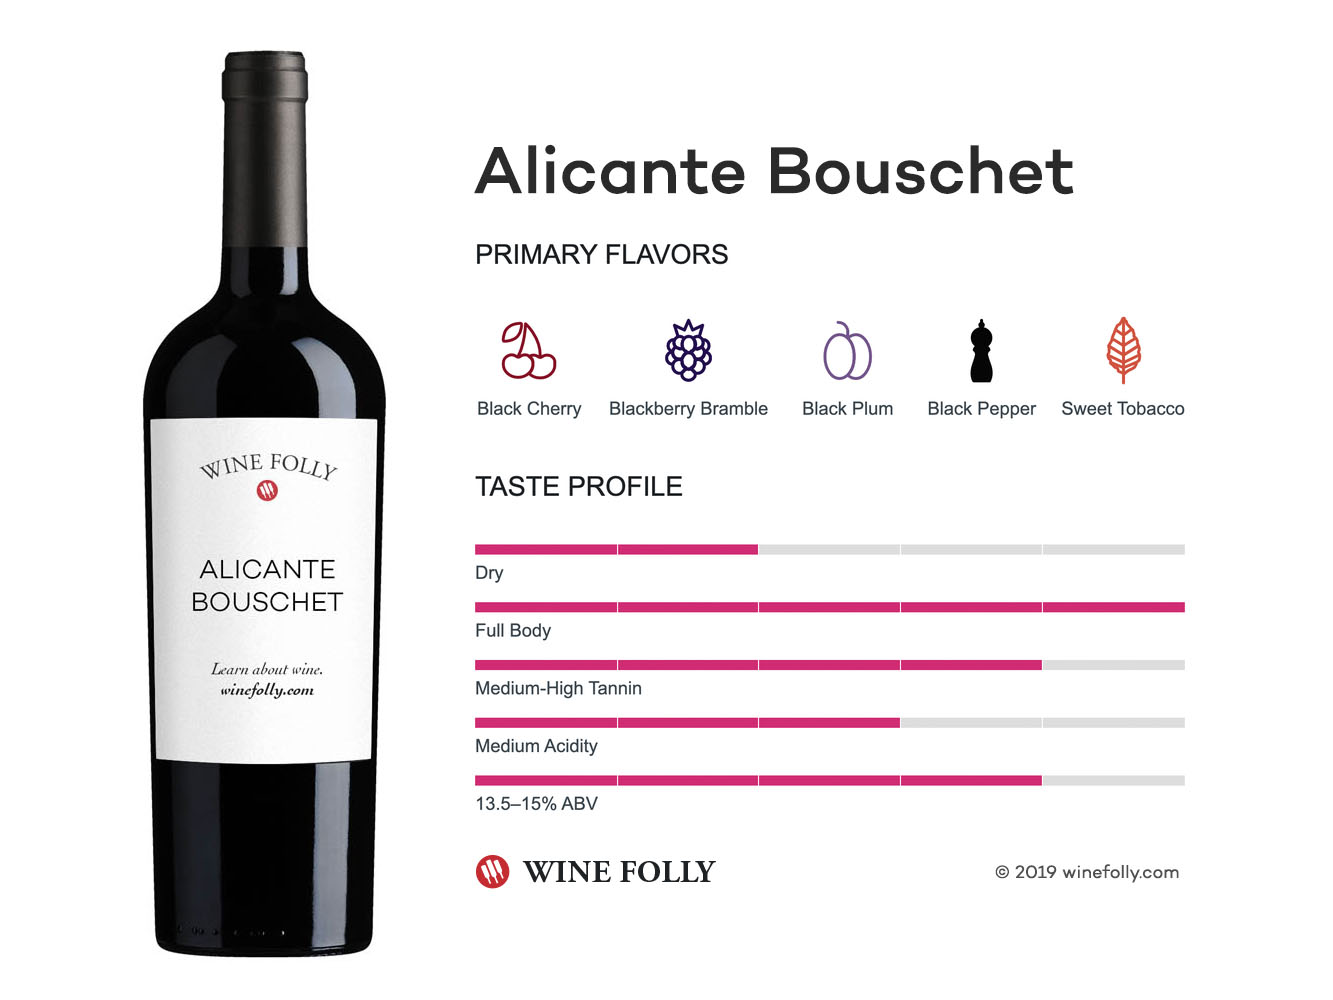 WINE FOLLY
ALICANTE
BOUSCHET
Learn about wine.
winefolly.com
Alicante Bouschet
PRIMARY FLAVORS
Black Cherry
Blackberry Bramble
Black Plum
Black Pepper
Sweet Tobacco
TASTE PROFILE
Dry
Full Body
Medium-High Tannin
Medium Acidity
13.5–15% ABV
WINE FOLLY
© 2019 winefolly.com